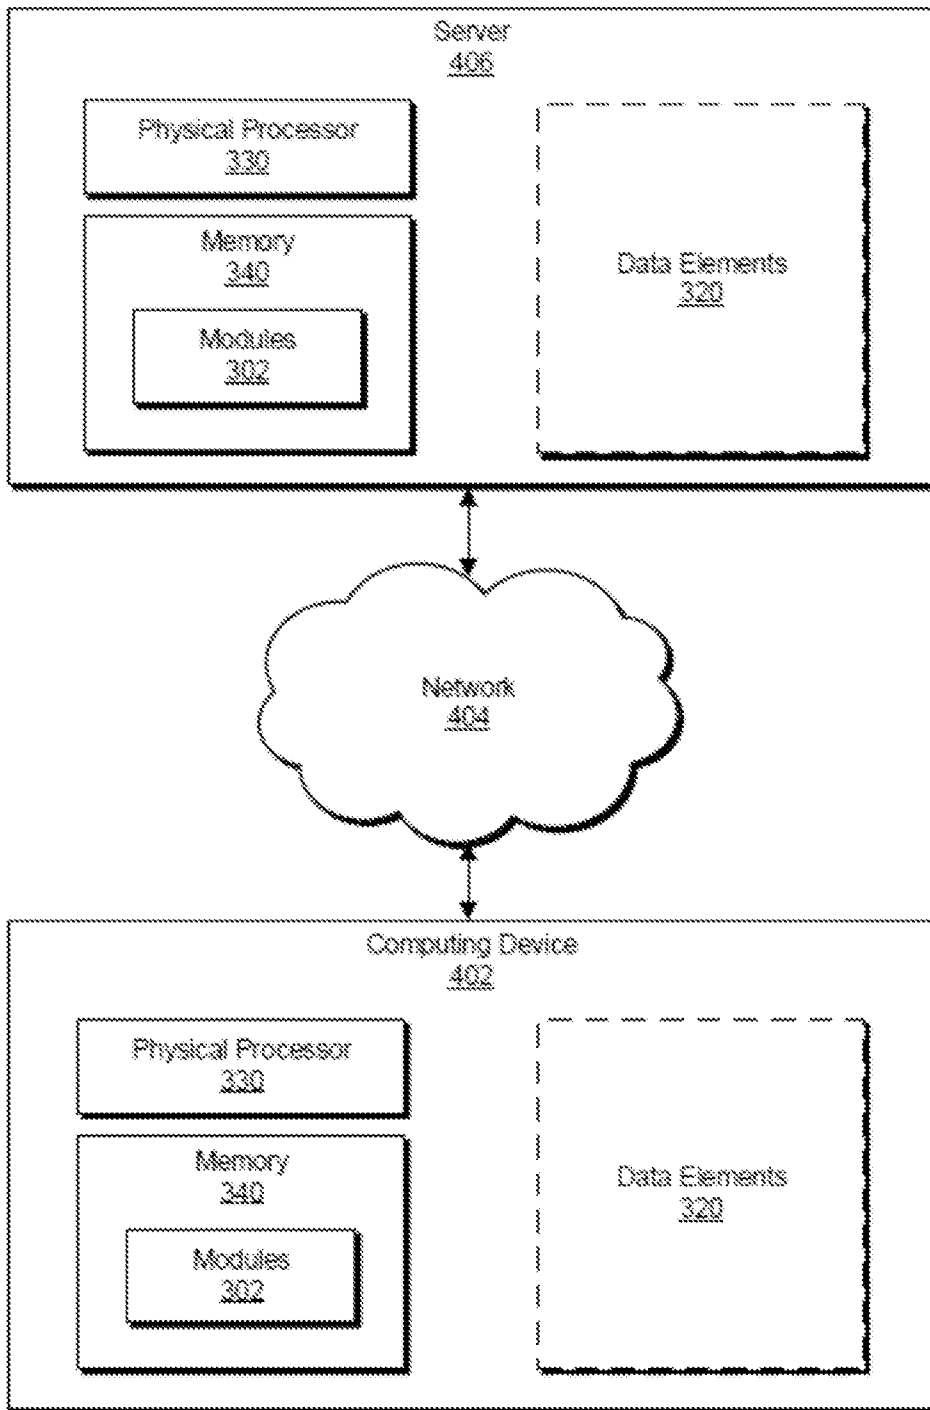 Server
406
Physical Processor
330
Memory
340
Modules
302
Data Elements
320
Network
404
Computing Device
402
Physical Processor
330
Memory
340
Modules
302
Data Elements
320